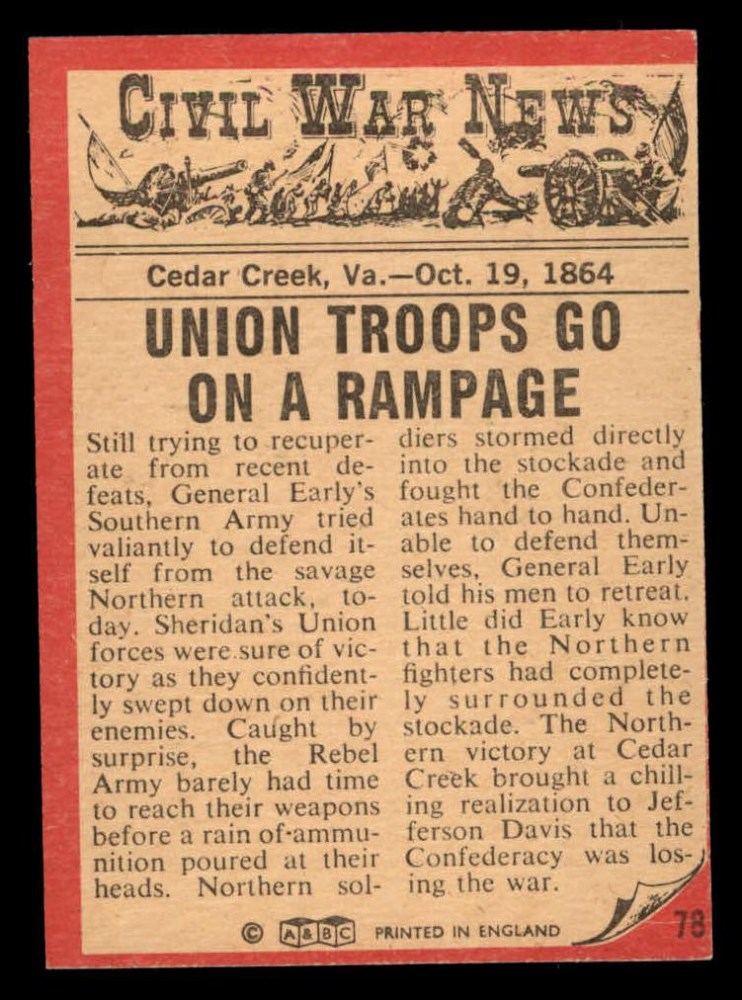 CIVIL WAR NEWS
Cedar Creek, Va.—Oct. 19, 1864
UNION TROOPS GO
ON A RAMPAGE
Still trying to recuper-
ate from recent de-
feats, General Early's
Southern Army tried
valiantly to defend it-
self from the savage
Northern attack, to-
day. Sheridan's Union
forces were sure of vic-
tory as they confident-
ly swept down on their
enemies. Caught by
surprise, the Rebel
Army barely had time
to reach their weapons
before a rain of ammu-
nition poured at their
heads. Northern sol-
diers stormed directly
into the stockade and
fought the Confeder-
ates hand to hand. Un-
able to defend them-
selves, General Early
told his men to retreat.
Little did Early know
that the Northern
fighters had complete-
ly surrounded the
stockade. The North-
ern victory at Cedar
Creek brought a chill-
ing realization to Jef-
ferson Davis that the
Confederacy was los-
ing the war.
© A&BC PRINTED IN ENGLAND
78